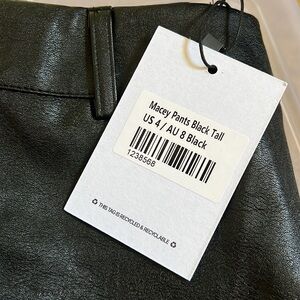 Macey Pants Black Tall
US 4 / AU 8 Black
1238568
♻ THIS TAG IS RECYCLED & RECYCLABLE ♻